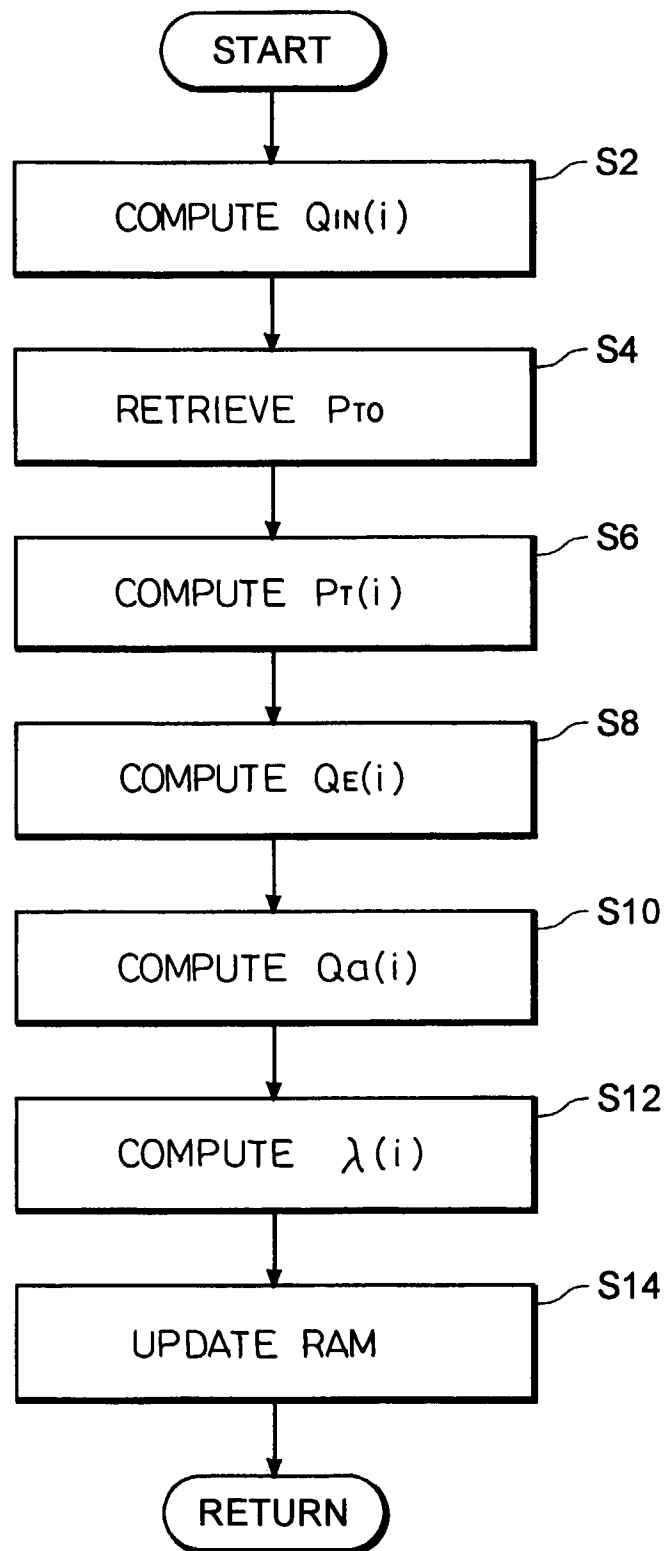 START
S2
COMPUTE QIN(i)
S4
RETRIEVE PTO
S6
COMPUTE PT(i)
S8
COMPUTE QE(i)
S10
COMPUTE Qa(i)
S12
COMPUTE λ(i)
S14
UPDATE RAM
RETURN